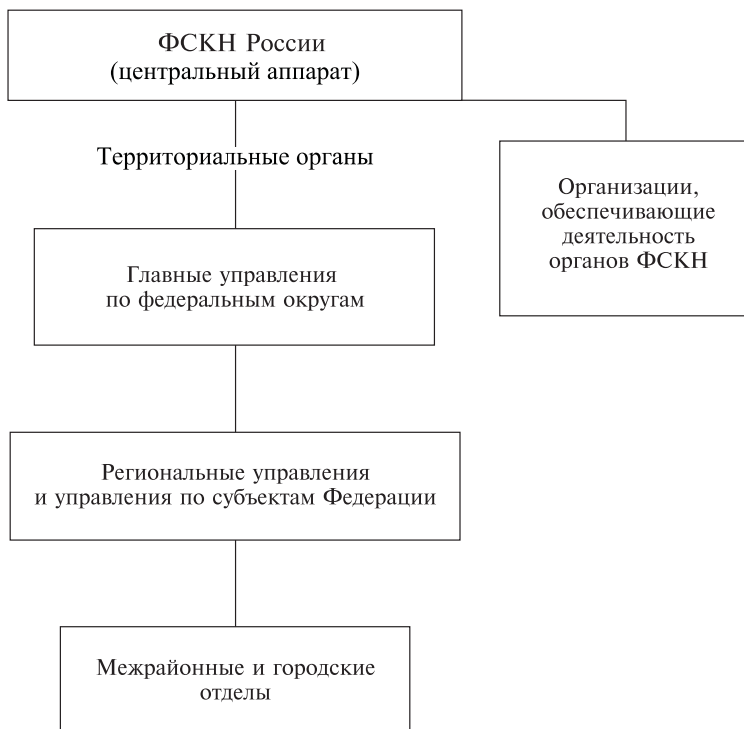 ФСКН России
(центральный аппарат)
Территориальные органы
Организации,
обеспечивающие
деятельность
органов ФСКН
Главные управления
по федеральным округам
Региональные управления
и управления по субъектам Федерации
Межрайонные и городские
отделы